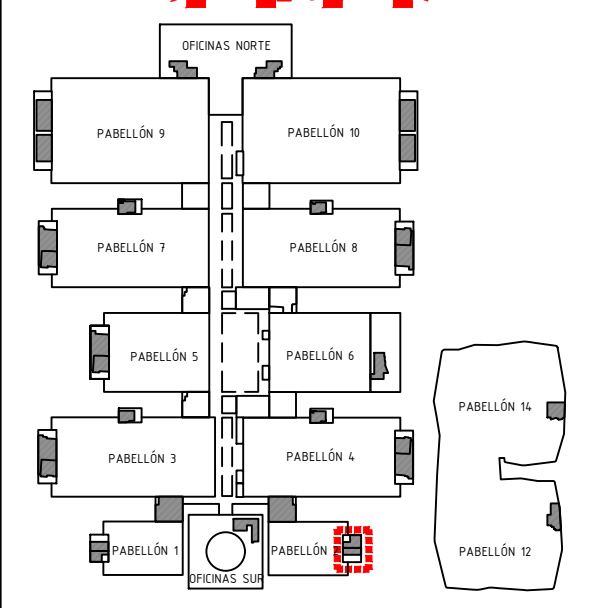 OFICINAS NORTE
PABELLÓN 9
PABELLÓN 10
PABELLÓN 7
PABELLÓN 8
PABELLÓN 5
PABELLÓN 6
PABELLÓN 14
PABELLÓN 3
PABELLÓN 4
PABELLÓN 1
PABELLÓN
PABELLÓN 12
OFICINAS SUR